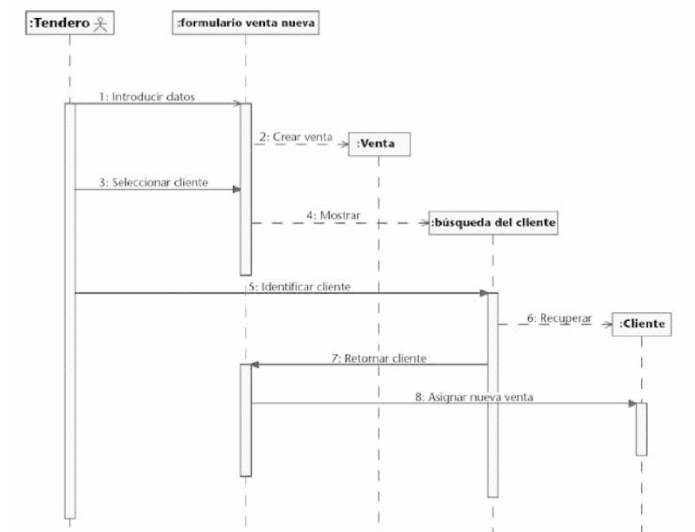 :Tendero
:formulario venta nueva
1: Introducir datos
2: Crear venta
:Venta
3: Seleccionar cliente
4: Mostrar
:búsqueda del cliente
5: Identificar cliente
6: Recuperar
:Cliente
7: Retornar cliente
8: Asignar nueva venta